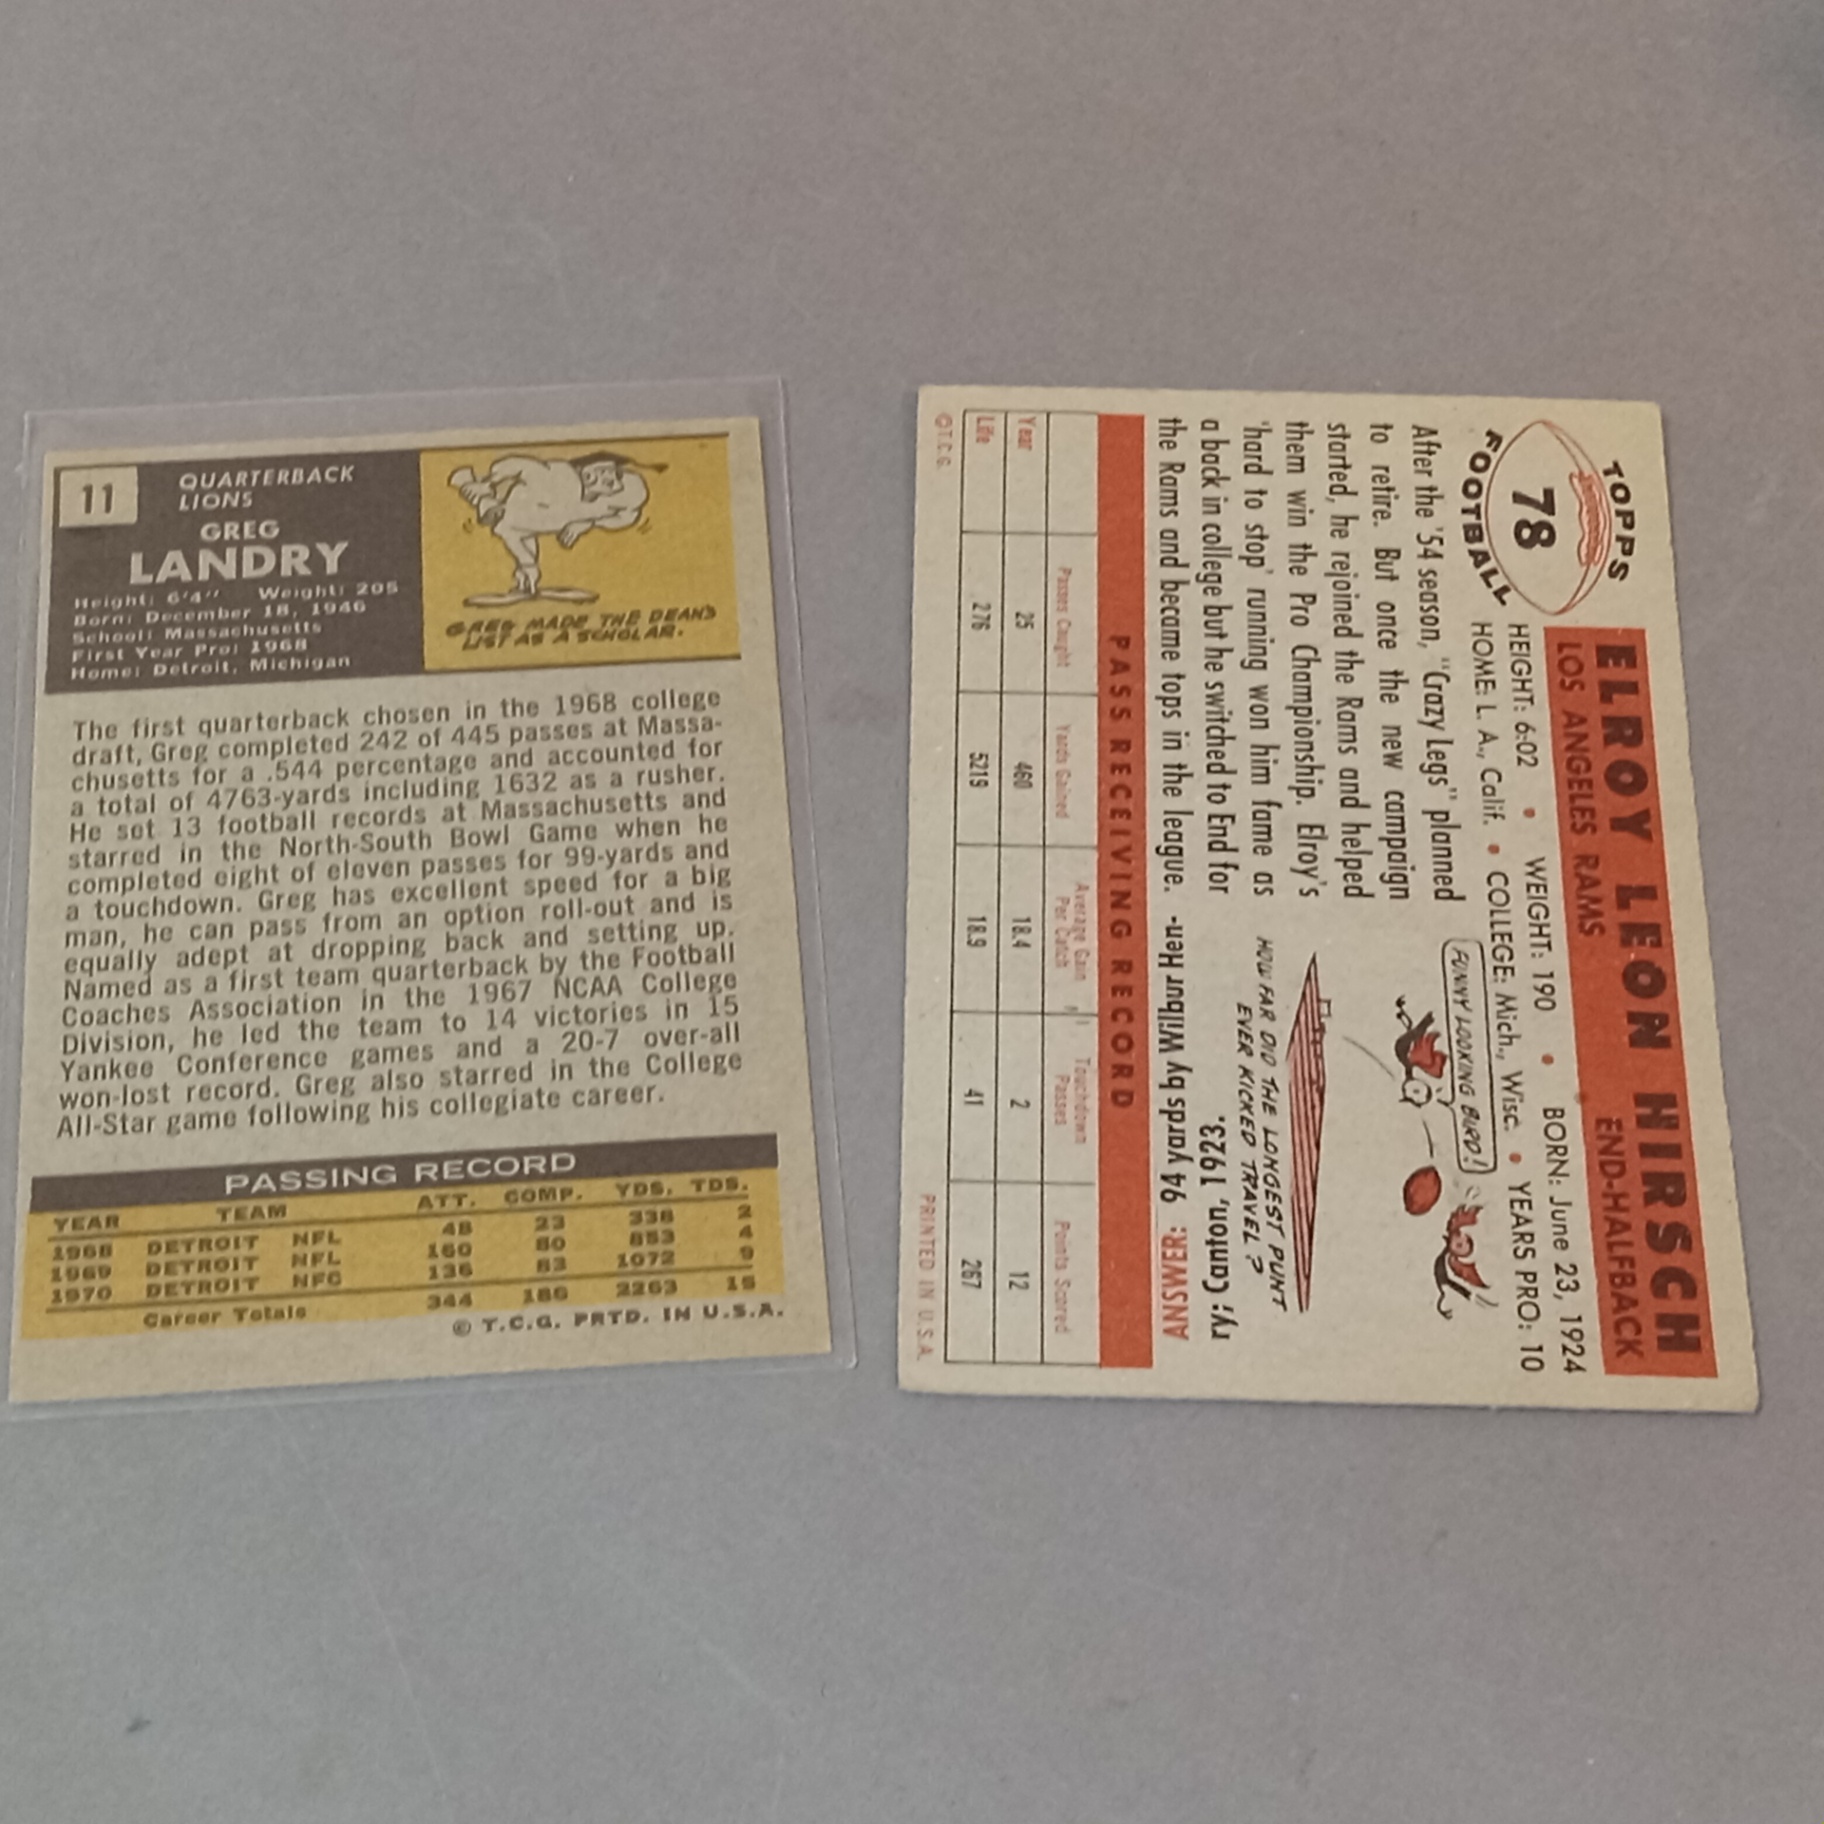 11
QUARTERBACK
LIONS
GREG
LANDRY
Height: 6'4" Weight: 205
Born: December 18, 1946
School: Massachusetts
First Year Pro: 1968
Home: Detroit, Michigan
GREG MADE THE DEAN'S
LIST AS A SCHOLAR.
The first quarterback chosen in the 1968 college
draft, Greg completed 242 of 445 passes at Massa-
chusetts for a .544 percentage and accounted for
a total of 4763-yards including 1632 as a rusher.
He set 13 football records at Massachusetts and
starred in the North-South Bowl Game when he
completed eight of eleven passes for 99-yards and
a touchdown. Greg has excellent speed for a big
man, he can pass from an option roll-out and is
equally adept at dropping back and setting up.
Named as a first team quarterback by the Football
Coaches Association in the 1967 NCAA College
Division, he led the team to 14 victories in 15
Yankee Conference games and a 20-7 over-all
won-lost record. Greg also starred in the College
All-Star game following his collegiate career.
PASSING RECORD
YEAR TEAM ATT. COMP. YDS. TDS.
1968 DETROIT NFL 48 23 338 2
1969 DETROIT NFL 160 80 853 4
1970 DETROIT NFC 136 83 1072 9
Career Totals 344 186 2263 15
© T.C.G. PRTD. IN U.S.A.
TOPPS
78
FOOTBALL
ELROY LEON HIRSCH
LOS ANGELES RAMS END-HALFBACK
HEIGHT: 6:02 • WEIGHT: 190 • BORN: June 23, 1924
HOME: L. A., Calif. • COLLEGE: Mich., Wisc. • YEARS PRO: 10
After the '54 season, "Crazy Legs" planned
to retire. But once the new campaign
started, he rejoined the Rams and helped
them win the Pro Championship. Elroy's
'hard to stop' running won him fame as
a back in college but he switched to End for
the Rams and became tops in the league.
FUNNY LOOKING BIRD!
HOW FAR DID THE LONGEST PUNT
EVER KICKED TRAVEL?
ANSWER: 94 yards by Wilbur Hen-
ry: Canton, 1923.
PASS RECEIVING RECORD
Passes Caught Yards Gained Average Gain Per Catch Touchdown Passes Points Scored
Year 25 460 18.4 2 12
Life 276 5219 18.9 41 267
©T.C.G. PRINTED IN U.S.A.